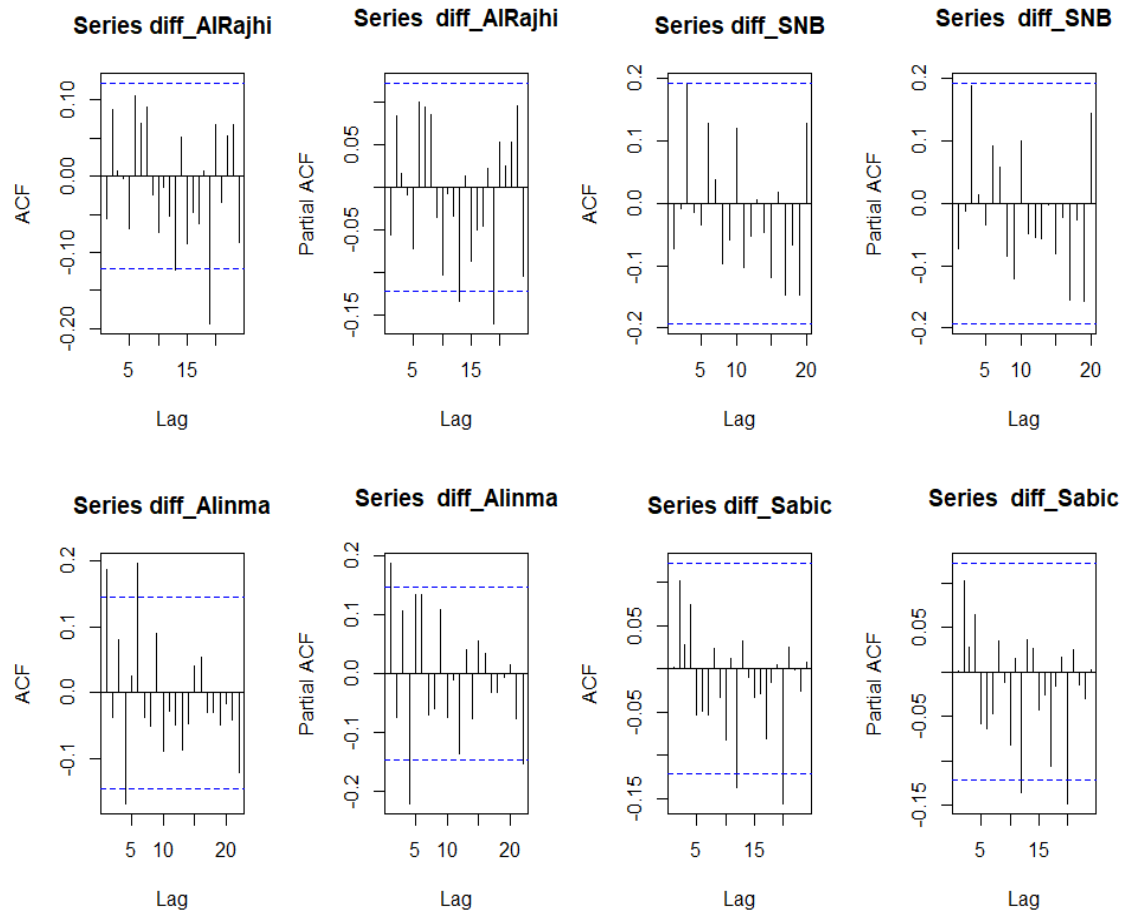 Series diff_AlRajhi
ACF
0.10
0.00
-0.10
-0.20
5 15
Lag
Series diff_AlRajhi
Partial ACF
0.05
-0.05
-0.15
5 15
Lag
Series diff_SNB
ACF
0.2
0.1
0.0
-0.1
-0.2
5 10 20
Lag
Series diff_SNB
Partial ACF
0.2
0.1
0.0
-0.1
-0.2
5 10 20
Lag
Series diff_Alinma
ACF
0.2
0.1
0.0
-0.1
5 10 20
Lag
Series diff_Alinma
Partial ACF
0.2
0.1
0.0
-0.1
-0.2
5 10 20
Lag
Series diff_Sabic
ACF
0.05
-0.05
-0.15
5 15
Lag
Series diff_Sabic
Partial ACF
0.05
-0.05
-0.15
5 15
Lag